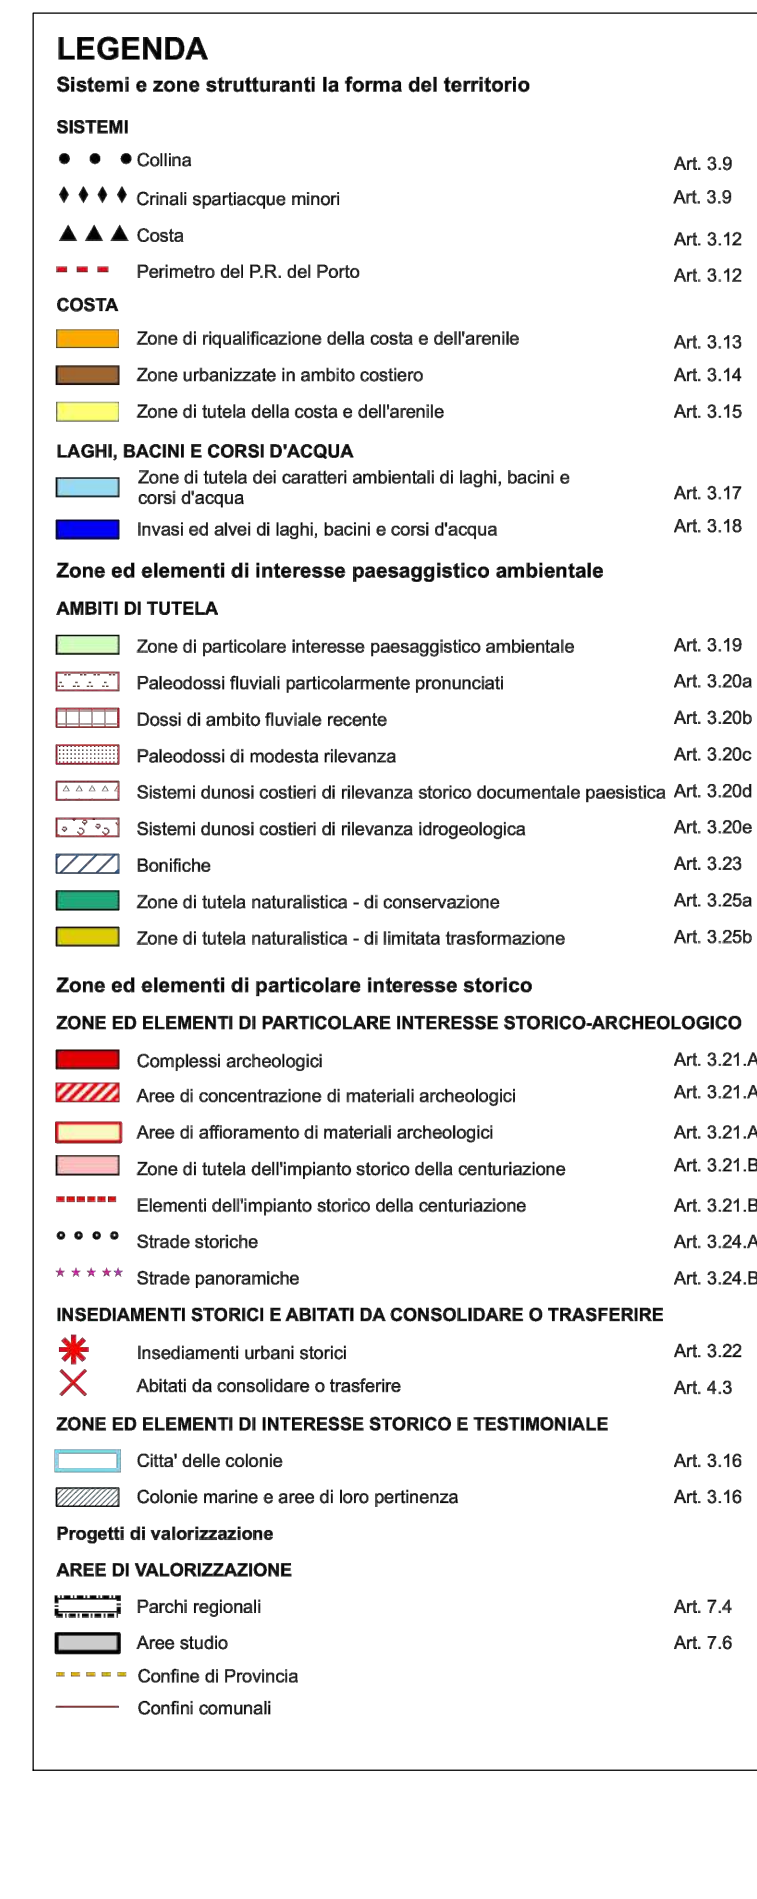 LEGENDA
Sistemi e zone strutturanti la forma del territorio
SISTEMI
Collina Art. 3.9
Crinali spartiacque minori Art. 3.9
Costa Art. 3.12
Perimetro del P.R. del Porto Art. 3.12
COSTA
Zone di riqualificazione della costa e dell'arenile Art. 3.13
Zone urbanizzate in ambito costiero Art. 3.14
Zone di tutela della costa e dell'arenile Art. 3.15
LAGHI, BACINI E CORSI D'ACQUA
Zone di tutela dei caratteri ambientali di laghi, bacini e
corsi d'acqua Art. 3.17
Invasi ed alvei di laghi, bacini e corsi d'acqua Art. 3.18
Zone ed elementi di interesse paesaggistico ambientale
AMBITI DI TUTELA
Zone di particolare interesse paesaggistico ambientale Art. 3.19
Paleodossi fluviali particolarmente pronunciati Art. 3.20a
Dossi di ambito fluviale recente Art. 3.20b
Paleodossi di modesta rilevanza Art. 3.20c
Sistemi dunosi costieri di rilevanza storico documentale paesistica Art. 3.20d
Sistemi dunosi costieri di rilevanza idrogeologica Art. 3.20e
Bonifiche Art. 3.23
Zone di tutela naturalistica - di conservazione Art. 3.25a
Zone di tutela naturalistica - di limitata trasformazione Art. 3.25b
Zone ed elementi di particolare interesse storico
ZONE ED ELEMENTI DI PARTICOLARE INTERESSE STORICO-ARCHEOLOGICO
Complessi archeologici Art. 3.21.A
Aree di concentrazione di materiali archeologici Art. 3.21.A
Aree di affioramento di materiali archeologici Art. 3.21.A
Zone di tutela dell'impianto storico della centuriazione Art. 3.21.B
Elementi dell'impianto storico della centuriazione Art. 3.21.B
Strade storiche Art. 3.24.A
Strade panoramiche Art. 3.24.B
INSEDIAMENTI STORICI E ABITATI DA CONSOLIDARE O TRASFERIRE
Insediamenti urbani storici Art. 3.22
Abitati da consolidare o trasferire Art. 4.3
ZONE ED ELEMENTI DI INTERESSE STORICO E TESTIMONIALE
Citta' delle colonie Art. 3.16
Colonie marine e aree di loro pertinenza Art. 3.16
Progetti di valorizzazione
AREE DI VALORIZZAZIONE
Parchi regionali Art. 7.4
Aree studio Art. 7.6
Confine di Provincia
Confini comunali